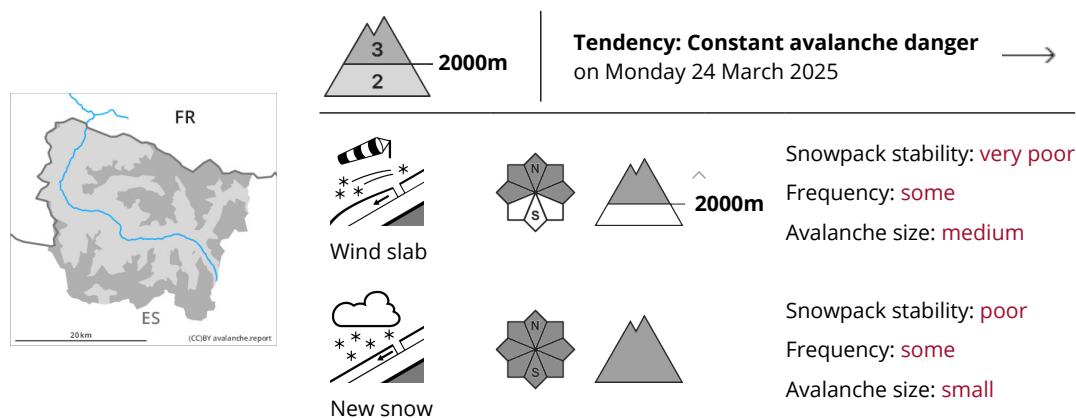 3
2
2000m
Tendency: Constant avalanche danger
on Monday 24 March 2025
FR
ES
20 km
(CC)BY avalanche.report
N
S
2000m
Snowpack stability: very poor
Frequency: some
Avalanche size: medium
Wind slab
N
S
Snowpack stability: poor
Frequency: some
Avalanche size: small
New snow